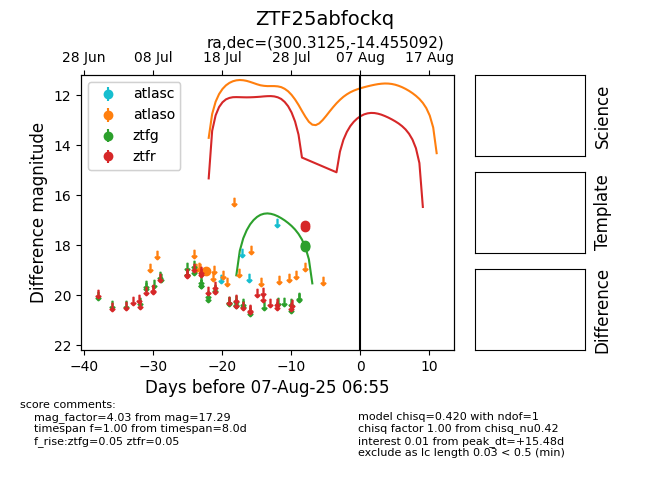 ZTF25abfockq
ra,dec=(300.3125,-14.455092)
28 Jun 08 Jul 18 Jul 28 Jul 07 Aug 17 Aug
atlasc
atlaso
ztfg
ztfr
12
14
16
18
20
22
Difference magnitude
−40 −30 −20 −10 0 10
Days before 07-Aug-25 06:55
Science
Template
Difference
score comments:
mag_factor=4.03 from mag=17.29
timespan f=1.00 from timespan=8.0d
f_rise:ztfg=0.05 ztfr=0.05
model chisq=0.420 with ndof=1
chisq factor 1.00 from chisq_nu0.42
interest 0.01 from peak_dt=+15.48d
exclude as lc length 0.03 < 0.5 (min)